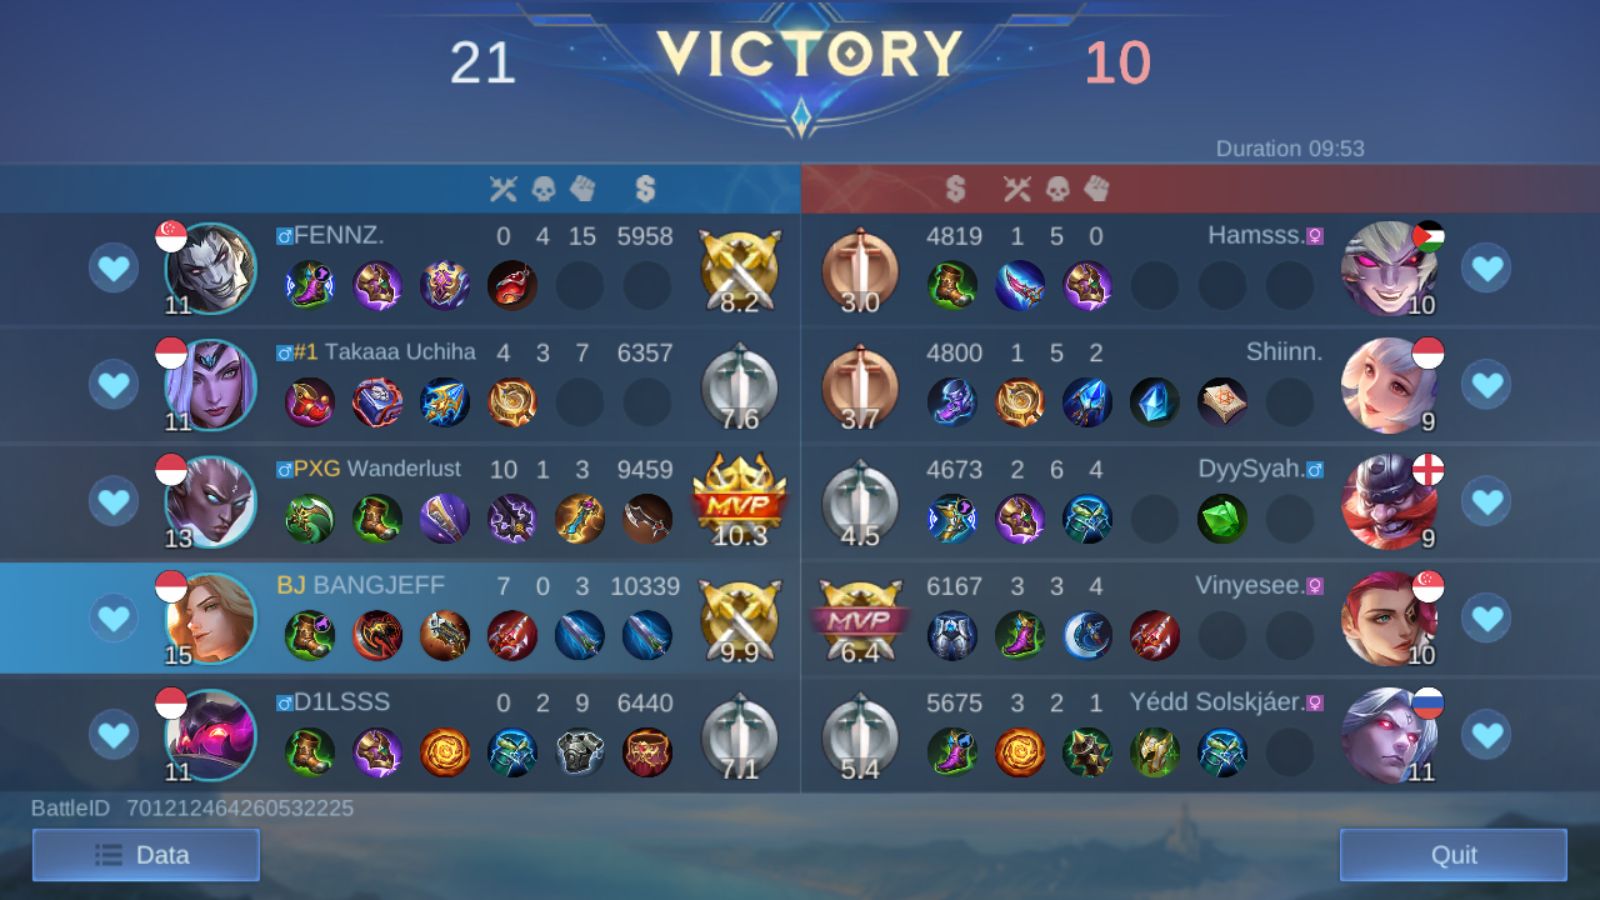 21 VICTORY 10
Duration 09:53
FENNZ. 0 4 15 5958
11 8.2
4819 1 5 0 Hamsss.
3.0 10
#1 Takaaa Uchiha 4 3 7 6357
11 7.6
4800 1 5 2 Shiinn.
3.7 9
PXG Wanderlust 10 1 3 9459
MVP
13 10.3
4673 2 6 4 DyySyah.
4.5 9
BJ BANGJEFF 7 0 3 10339
15 9.9
6167 3 3 4 Vinyesee.
MVP
6.4 10
D1LSSS 0 2 9 6440
11 7.1
5675 3 2 1 Yédd Solskjáer.
5.4 11
BattleID 701212464260532225
Data
Quit